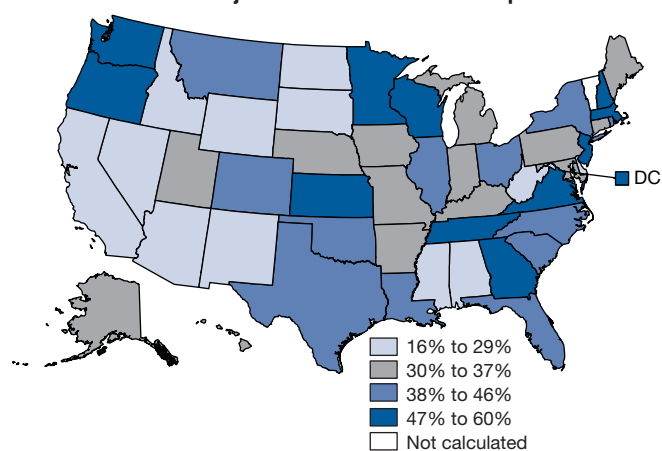 DC
16% to 29%
30% to 37%
38% to 46%
47% to 60%
Not calculated